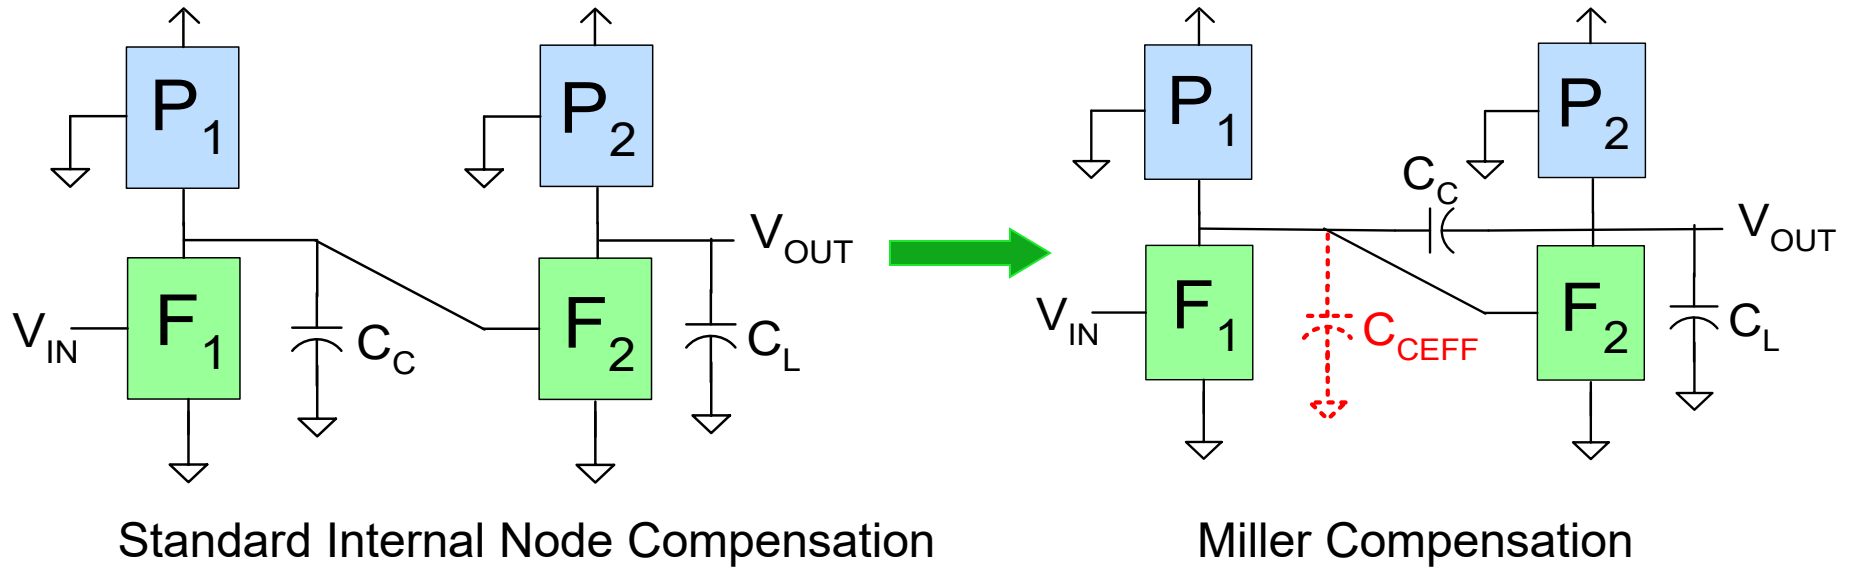 P1
P2
VOUT
F1
F2
VIN
CC
CL
Standard Internal Node Compensation
P1
P2
CC
VOUT
F1
F2
VIN
CCEFF
CL
Miller Compensation